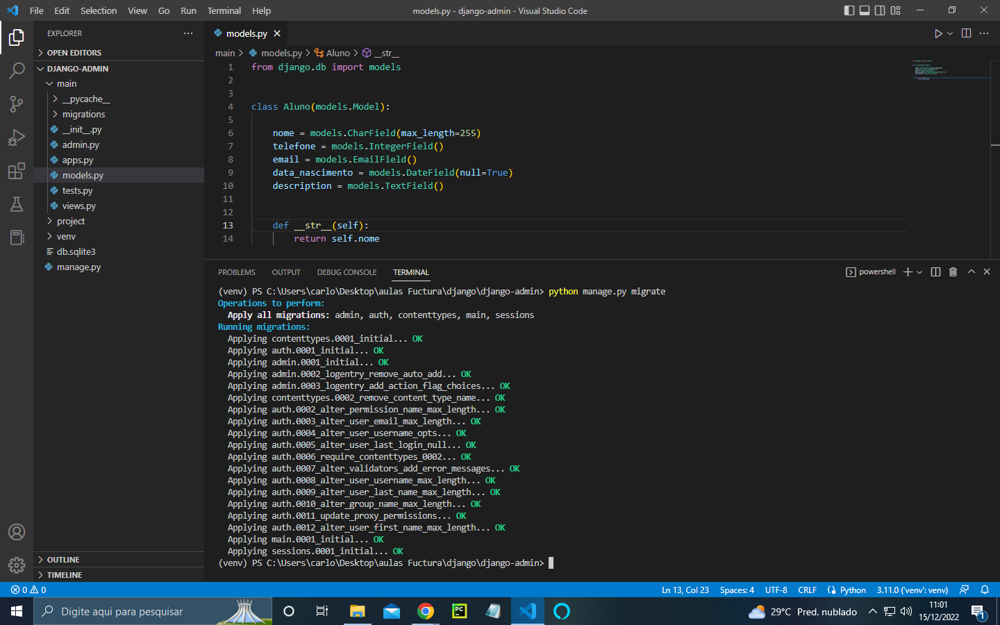 File Edit Selection View Go Run Terminal Help
models.py - django-admin - Visual Studio Code
EXPLORER
OPEN EDITORS
DJANGO-ADMIN
main
__pycache__
migrations
__init__.py
admin.py
apps.py
models.py
tests.py
views.py
project
venv
db.sqlite3
manage.py
OUTLINE
TIMELINE
models.py
main > models.py > Aluno > __str__
1 from django.db import models
2
3
4 class Aluno(models.Model):
5
6 nome = models.CharField(max_length=255)
7 telefone = models.IntegerField()
8 email = models.EmailField()
9 data_nascimento = models.DateField(null=True)
10 description = models.TextField()
11
12
13 def __str__(self):
14 return self.nome
PROBLEMS OUTPUT DEBUG CONSOLE TERMINAL
powershell
(venv) PS C:\Users\carlo\Desktop\aulas Fuctura\django\django-admin> python manage.py migrate
Operations to perform:
Apply all migrations: admin, auth, contenttypes, main, sessions
Running migrations:
Applying contenttypes.0001_initial... OK
Applying auth.0001_initial... OK
Applying admin.0001_initial... OK
Applying admin.0002_logentry_remove_auto_add... OK
Applying admin.0003_logentry_add_action_flag_choices... OK
Applying contenttypes.0002_remove_content_type_name... OK
Applying auth.0002_alter_permission_name_max_length... OK
Applying auth.0003_alter_user_email_max_length... OK
Applying auth.0004_alter_user_username_opts... OK
Applying auth.0005_alter_user_last_login_null... OK
Applying auth.0006_require_contenttypes_0002... OK
Applying auth.0007_alter_validators_add_error_messages... OK
Applying auth.0008_alter_user_username_max_length... OK
Applying auth.0009_alter_user_last_name_max_length... OK
Applying auth.0010_alter_group_name_max_length... OK
Applying auth.0011_update_proxy_permissions... OK
Applying auth.0012_alter_user_first_name_max_length... OK
Applying main.0001_initial... OK
Applying sessions.0001_initial... OK
(venv) PS C:\Users\carlo\Desktop\aulas Fuctura\django\django-admin>
0 0
Ln 13, Col 23 Spaces: 4 UTF-8 CRLF Python 3.11.0 ('venv': venv)
Digite aqui para pesquisar
PC
29°C Pred. nublado
11:01
15/12/2022
1